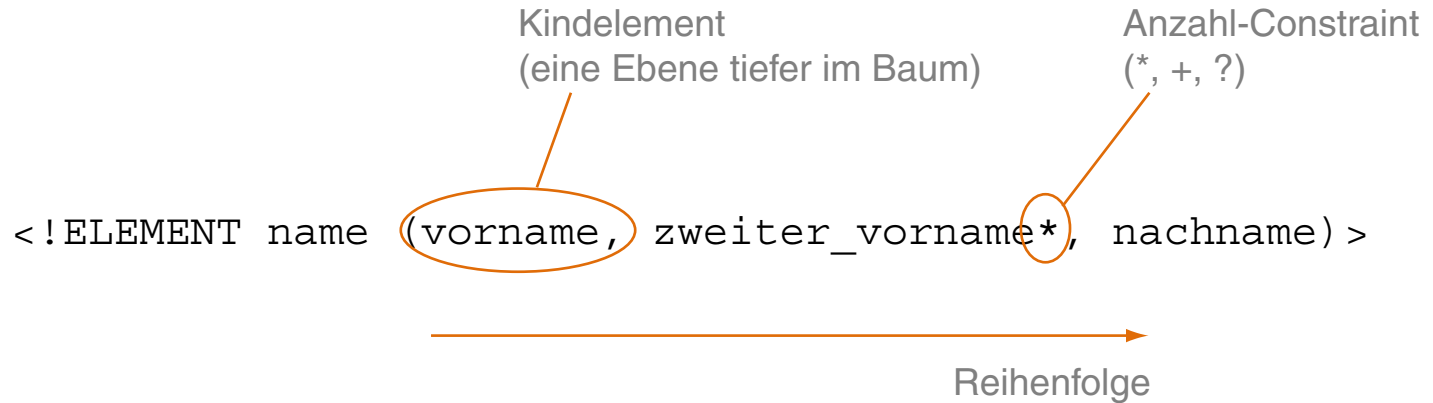 Kindelement
(eine Ebene tiefer im Baum)
Anzahl-Constraint
(*, +, ?)
<!ELEMENT name (vorname, zweiter_vorname*, nachname)>
Reihenfolge